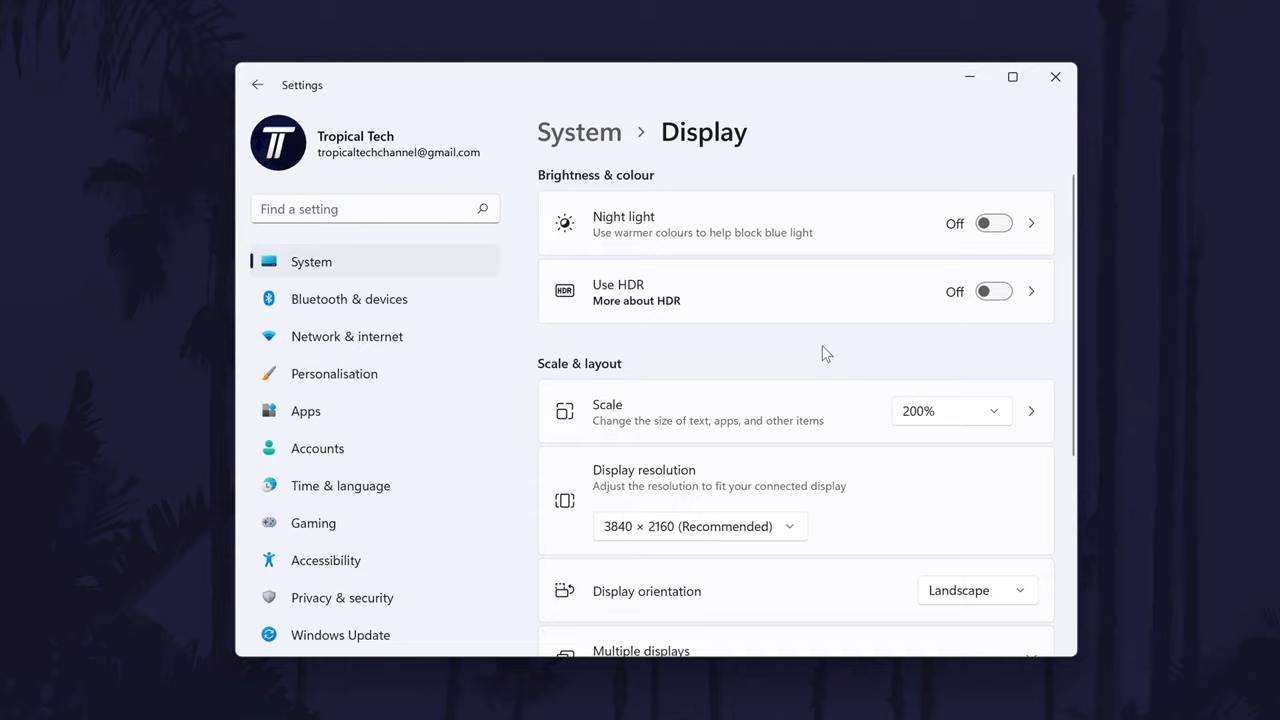 Settings
Tropical Tech
tropicaltechchannel@gmail.com
Find a setting
System
Bluetooth & devices
Network & internet
Personalisation
Apps
Accounts
Time & language
Gaming
Accessibility
Privacy & security
Windows Update
System > Display
Brightness & colour
Night light
Use warmer colours to help block blue light
Off
HDR
Use HDR
More about HDR
Off
Scale & layout
Scale
Change the size of text, apps, and other items
200%
Display resolution
Adjust the resolution to fit your connected display
3840 × 2160 (Recommended)
Display orientation
Landscape
Multiple displays